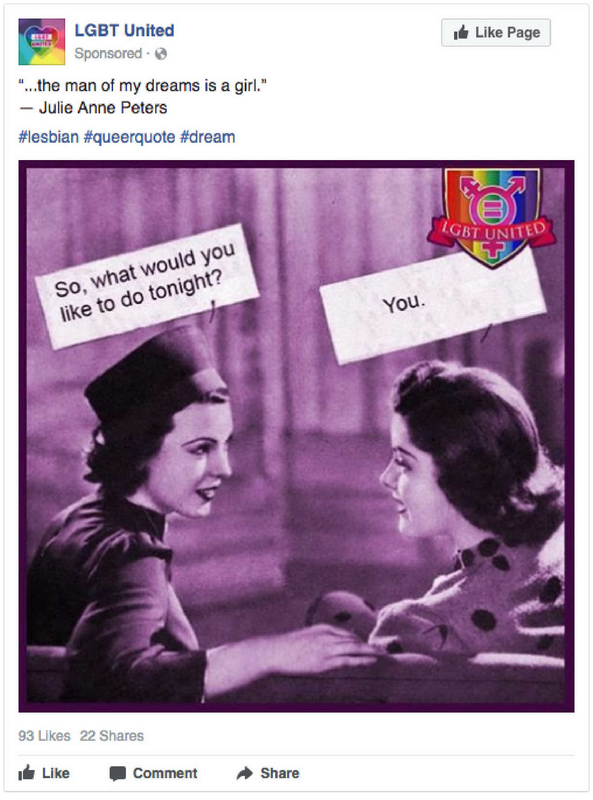 LGBT United
Like Page
Sponsored ·
“...the man of my dreams is a girl.”
— Julie Anne Peters
#lesbian #queerquote #dream
LGBT UNITED
So, what would you
like to do tonight?
You.
93 Likes 22 Shares
Like Comment Share